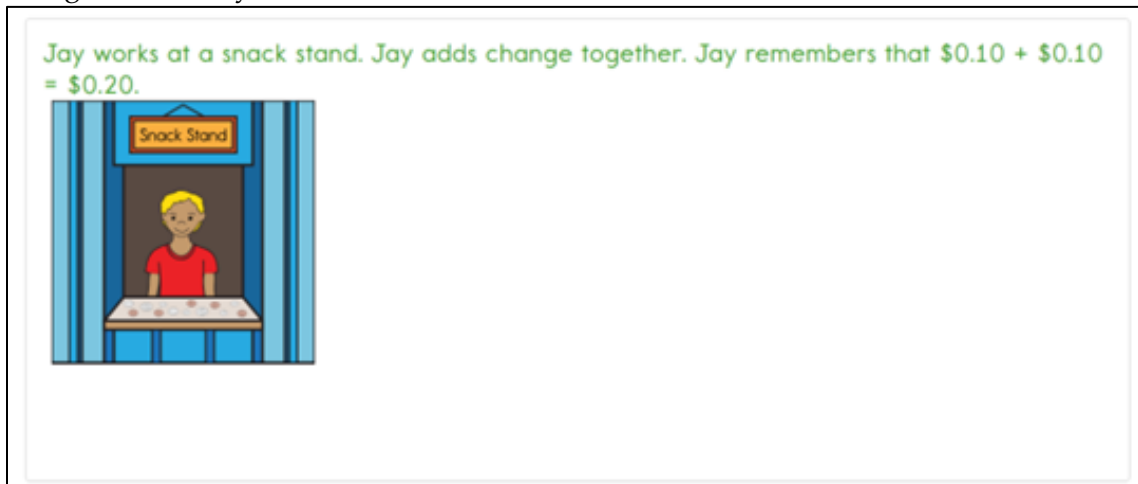 Jay works at a snack stand. Jay adds change together. Jay remembers that $0.10 + $0.10
= $0.20.
Snack Stand